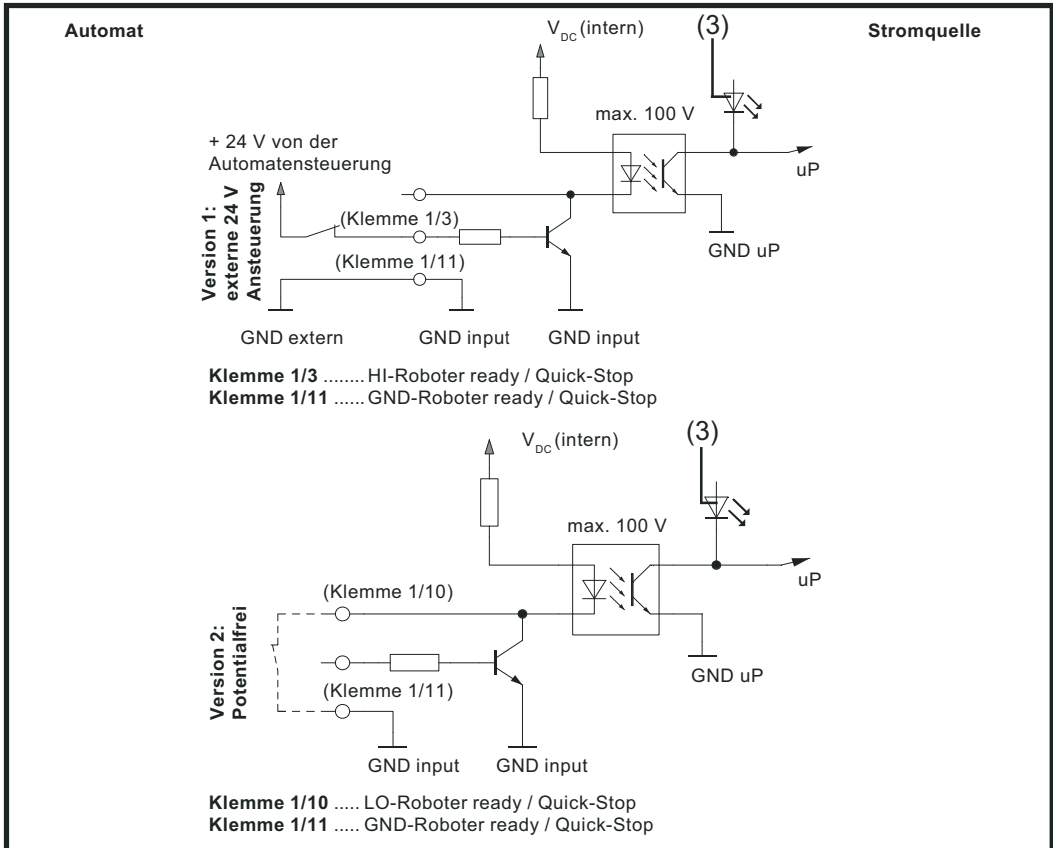 Automat
Stromquelle
V_DC (intern)
(3)
max. 100 V
+ 24 V von der
Automatensteuerung
uP
Version 1:
externe 24 V
Ansteuerung
(Klemme 1/3)
GND uP
(Klemme 1/11)
GND extern
GND input
GND input
Klemme 1/3 ........ HI-Roboter ready / Quick-Stop
Klemme 1/11 ...... GND-Roboter ready / Quick-Stop
V_DC (intern)
(3)
max. 100 V
uP
(Klemme 1/10)
Version 2:
Potentialfrei
GND uP
(Klemme 1/11)
GND input
GND input
Klemme 1/10 ..... LO-Roboter ready / Quick-Stop
Klemme 1/11 ..... GND-Roboter ready / Quick-Stop